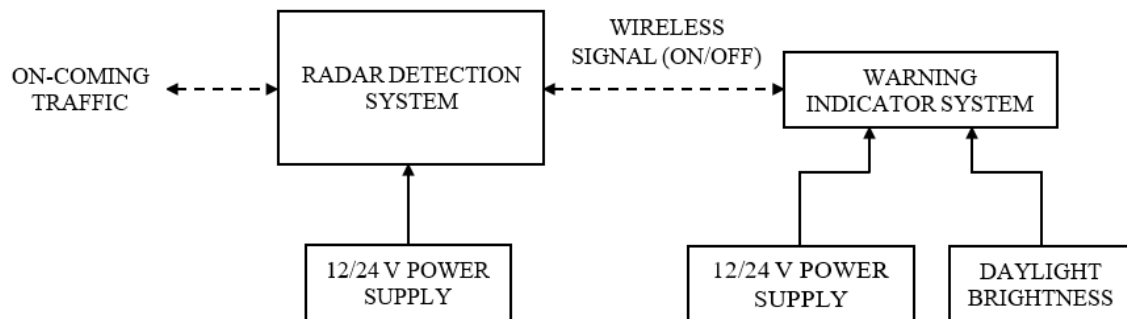 ON-COMING
TRAFFIC
RADAR DETECTION
SYSTEM
WIRELESS
SIGNAL (ON/OFF)
WARNING
INDICATOR SYSTEM
12/24 V POWER
SUPPLY
12/24 V POWER
SUPPLY
DAYLIGHT
BRIGHTNESS